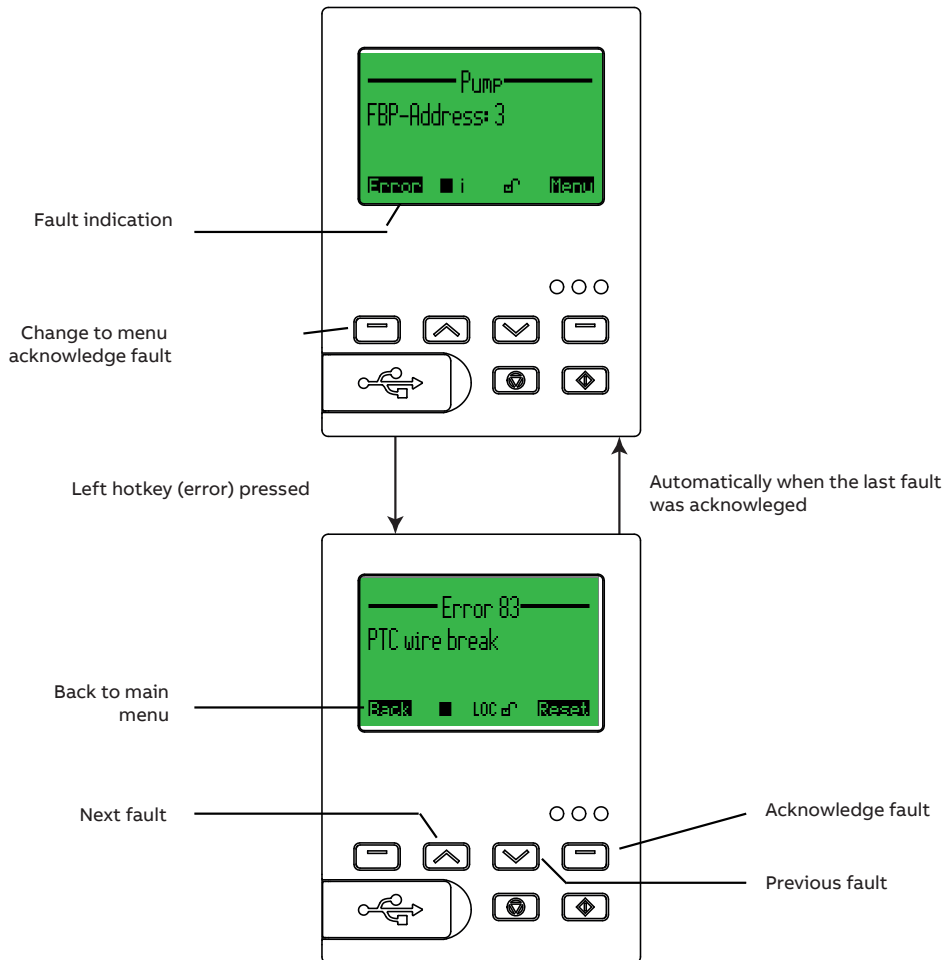 Pump
FBP-Address: 3
Error i Menu
Fault indication
Change to menu
acknowledge fault
Left hotkey (error) pressed
Automatically when the last fault
was acknowleged
Error 83
PTC wire break
Back LOC Reset
Back to main
menu
Next fault
Acknowledge fault
Previous fault